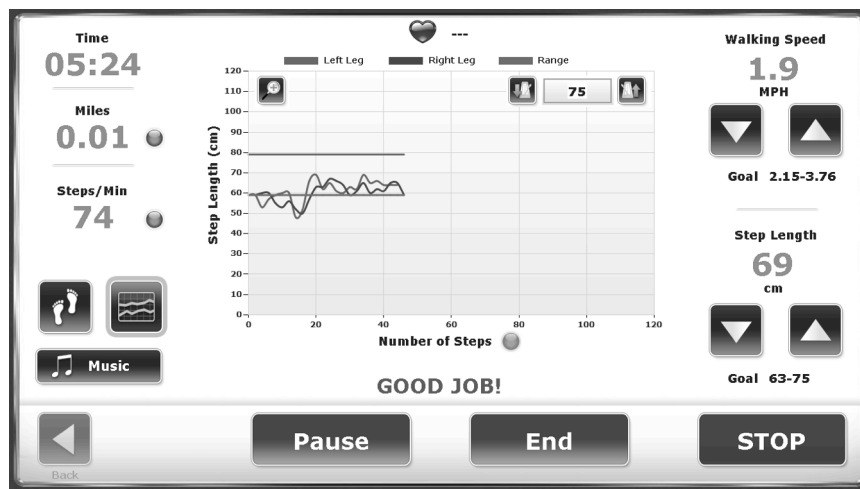 Time
05:24
Miles
0.01
Steps/Min
74
Music
---
Left Leg Right Leg Range
75
Step Length (cm)
120
110
100
90
80
70
60
50
40
30
20
10
0
0 20 40 60 80 100 120
Number of Steps
GOOD JOB!
Walking Speed
1.9
MPH
Goal 2.15-3.76
Step Length
69
cm
Goal 63-75
Back
Pause
End
STOP